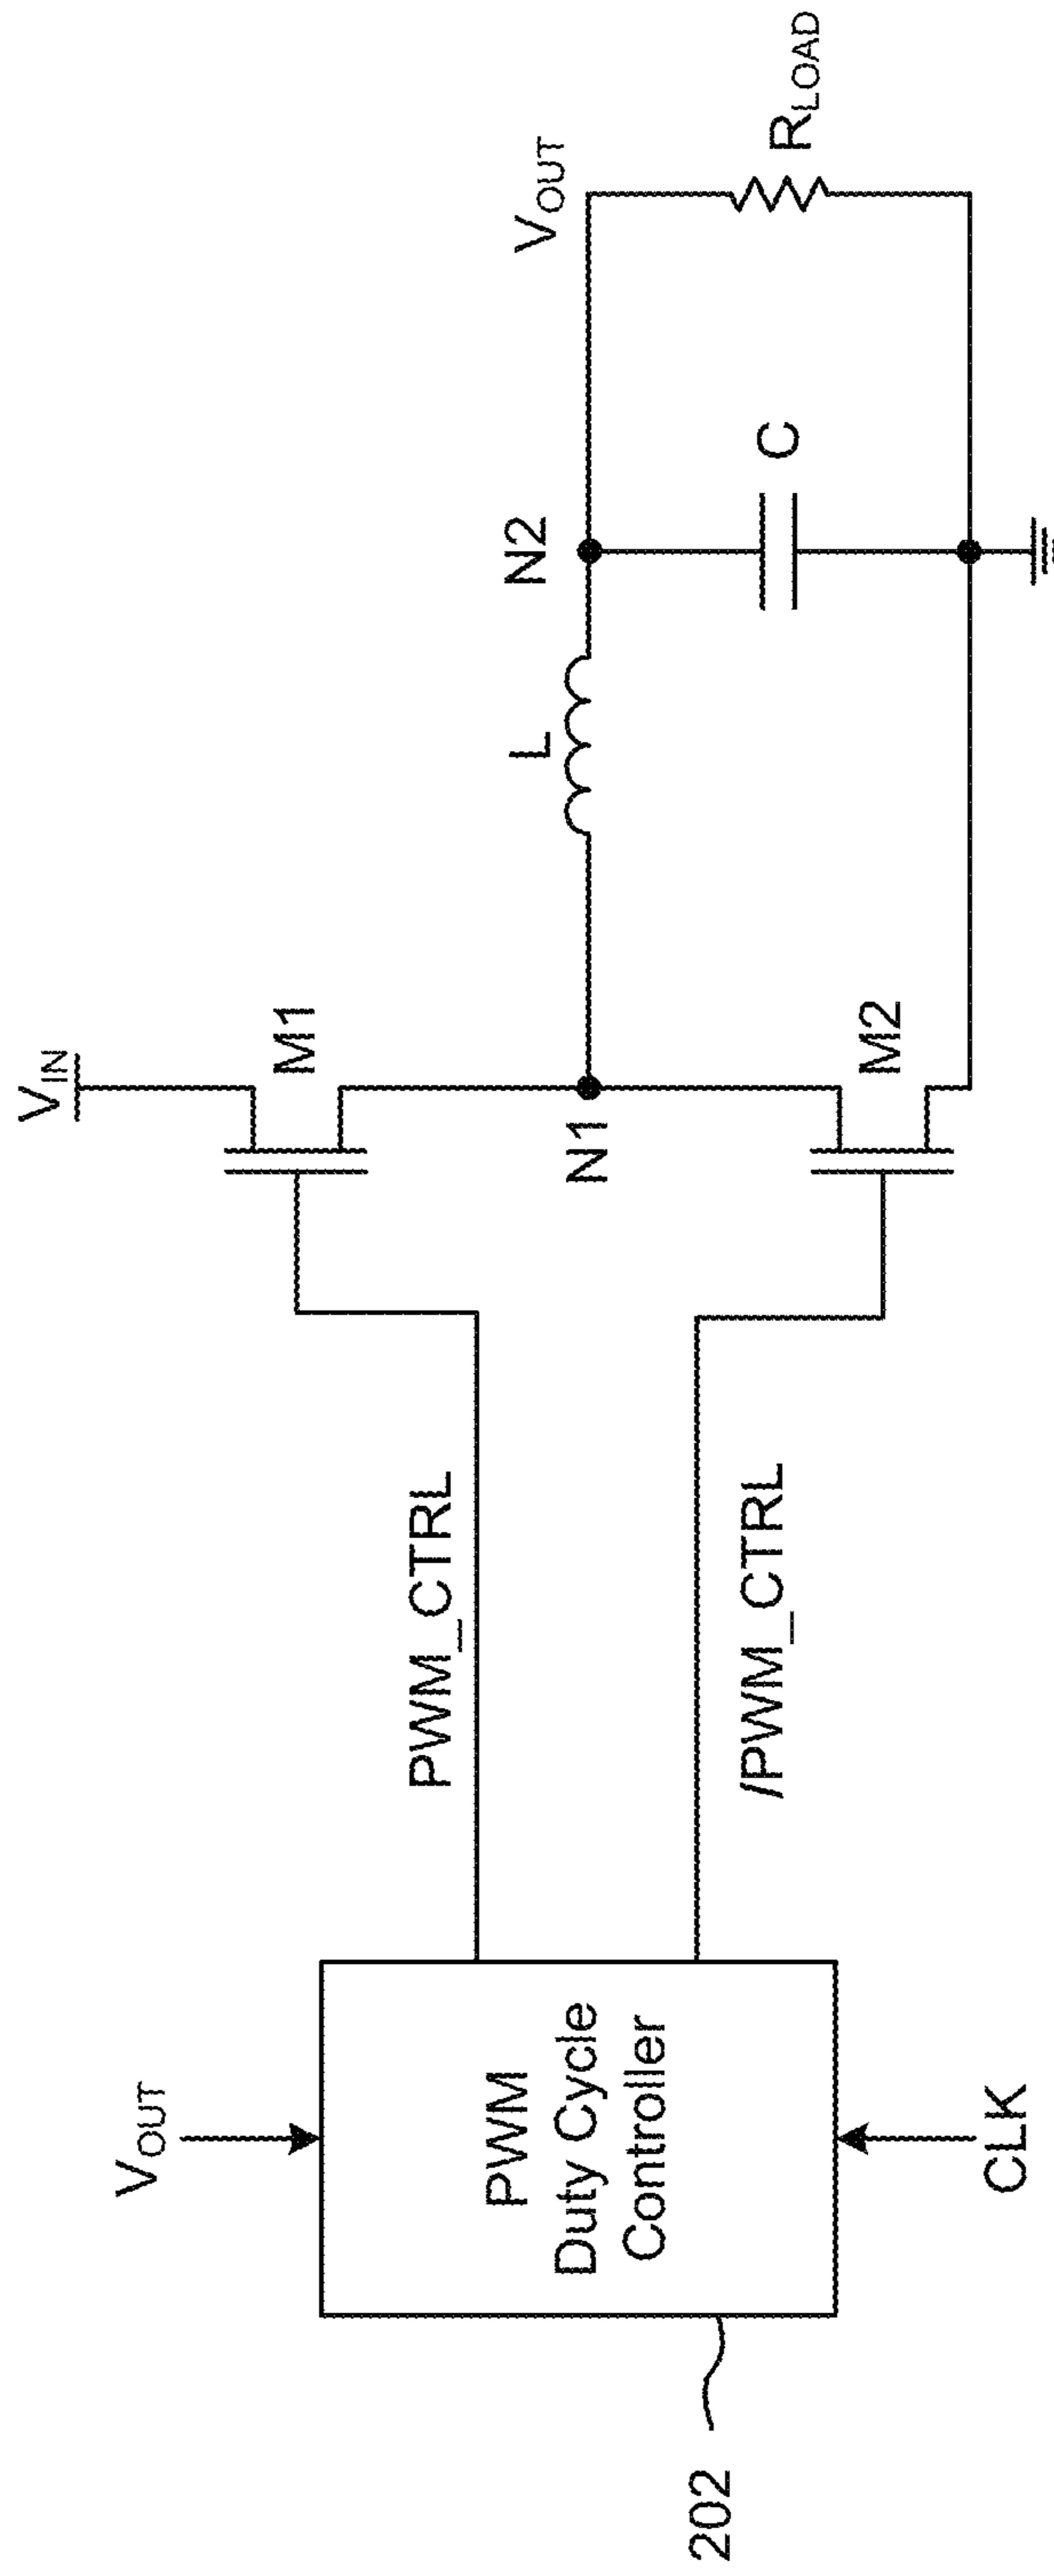 V_IN
M1
N1
M2
L
N2
V_OUT
C
R_LOAD
PWM_CTRL
/PWM_CTRL
V_OUT
PWM
Duty Cycle
Controller
CLK
202